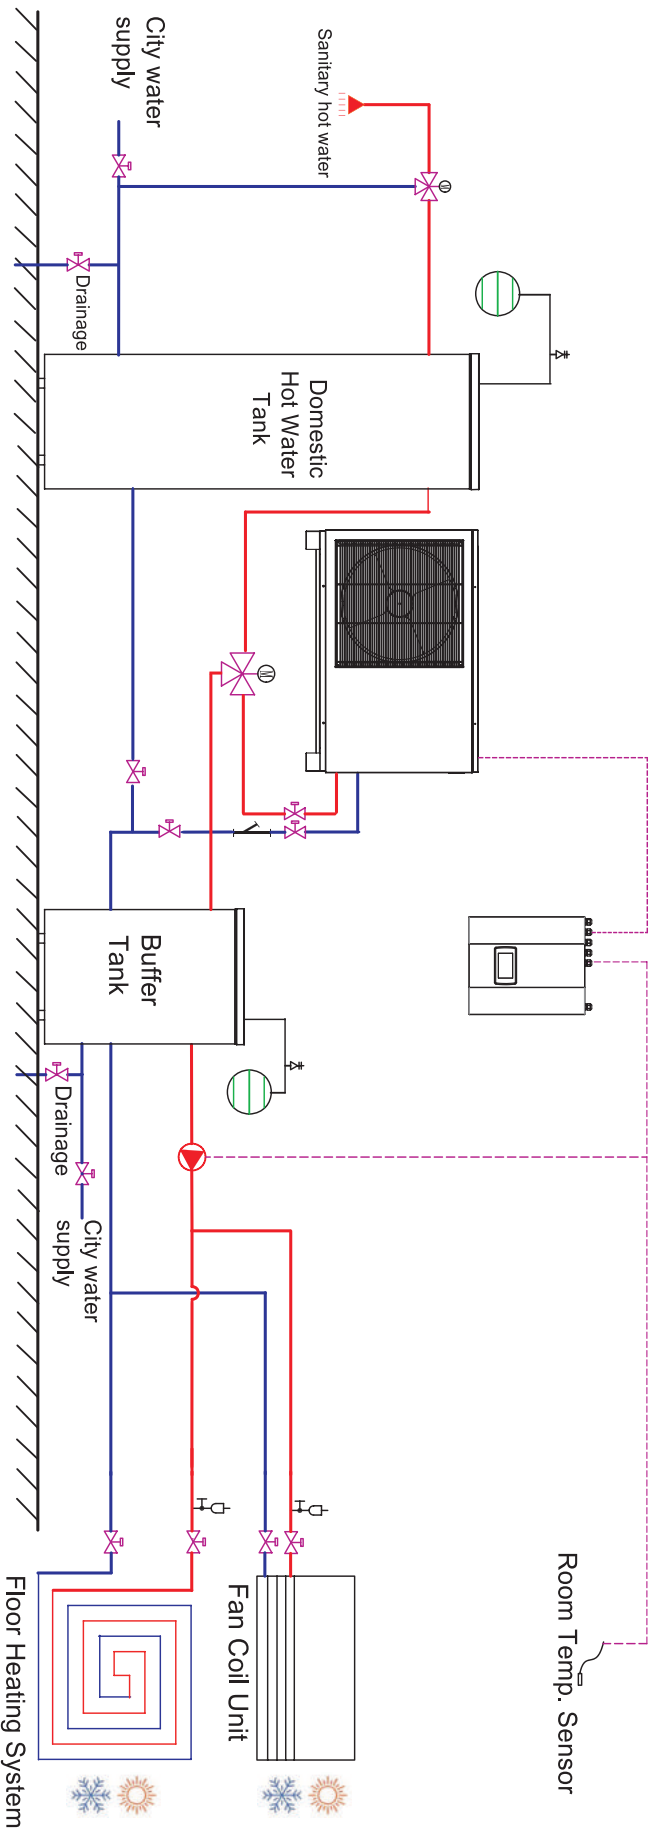 City water
supply
Sanitary hot water
M
Drainage
Domestic
Hot Water
Tank
M
Buffer
Tank
Drainage
City water
supply
Room Temp. Sensor
Fan Coil Unit
Floor Heating System